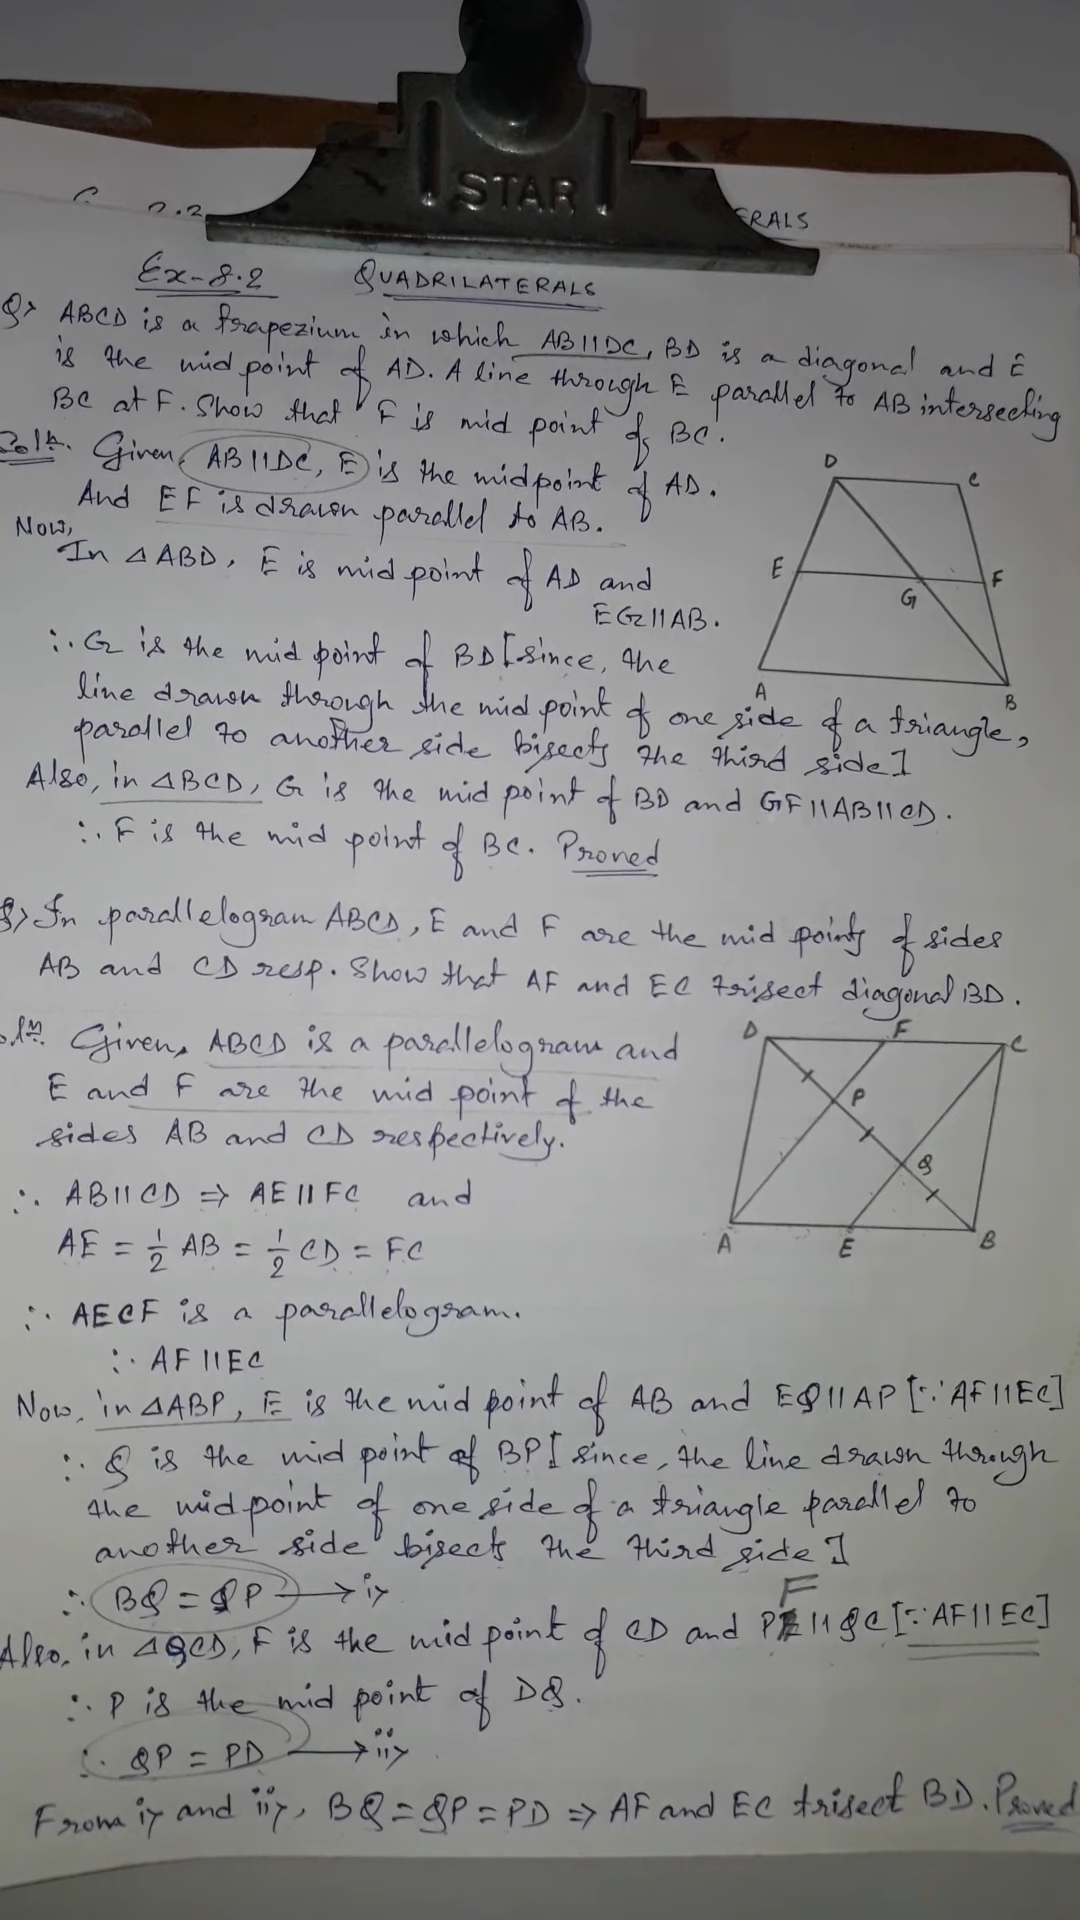 STAR
ERALS
Ex-8.2 QUADRILATERALS
Q> ABCD is a trapezium in which AB||DC, BD is a diagonal and E
is the mid point of AD. A line through E parallel to AB intersecting
BC at F. Show that F is mid point of BC.
Soln. Given, AB||DC, E is the midpoint of AD.
And EF is drawn parallel to AB.
Now,
In △ABD, E is mid point of AD and
EG||AB.
∴ G is the mid point of BD [since, the
line drawn through the mid point of one side of a triangle,
parallel to another side bisects the third side]
Also, in △BCD, G is the mid point of BD and GF||AB||CD.
∴ F is the mid point of BC. Proved
D C
E G F
A B
Q> In parallelogram ABCD, E and F are the mid points of sides
AB and CD resp. Show that AF and EC trisect diagonal BD.
Soln. Given, ABCD is a parallelogram and
E and F are the mid point of the
sides AB and CD respectively.
∴ AB||CD ⇒ AE||FC and
AE = 1/2 AB = 1/2 CD = FC
∴ AECF is a parallelogram.
∴ AF||EC
D F C
P
Q
A E B
Now, in △ABP, E is the mid point of AB and EQ||AP [∵ AF||EC]
∴ Q is the mid point of BP [since, the line drawn through
the mid point of one side of a triangle parallel to
another side bisects the third side]
∴ BQ = QP → i>
Also, in △QCD, F is the mid point of CD and PF||QC [∵ AF||EC]
∴ P is the mid point of DQ.
∴ QP = PD → ii>
From i> and ii>, BQ = QP = PD ⇒ AF and EC trisect BD. Proved